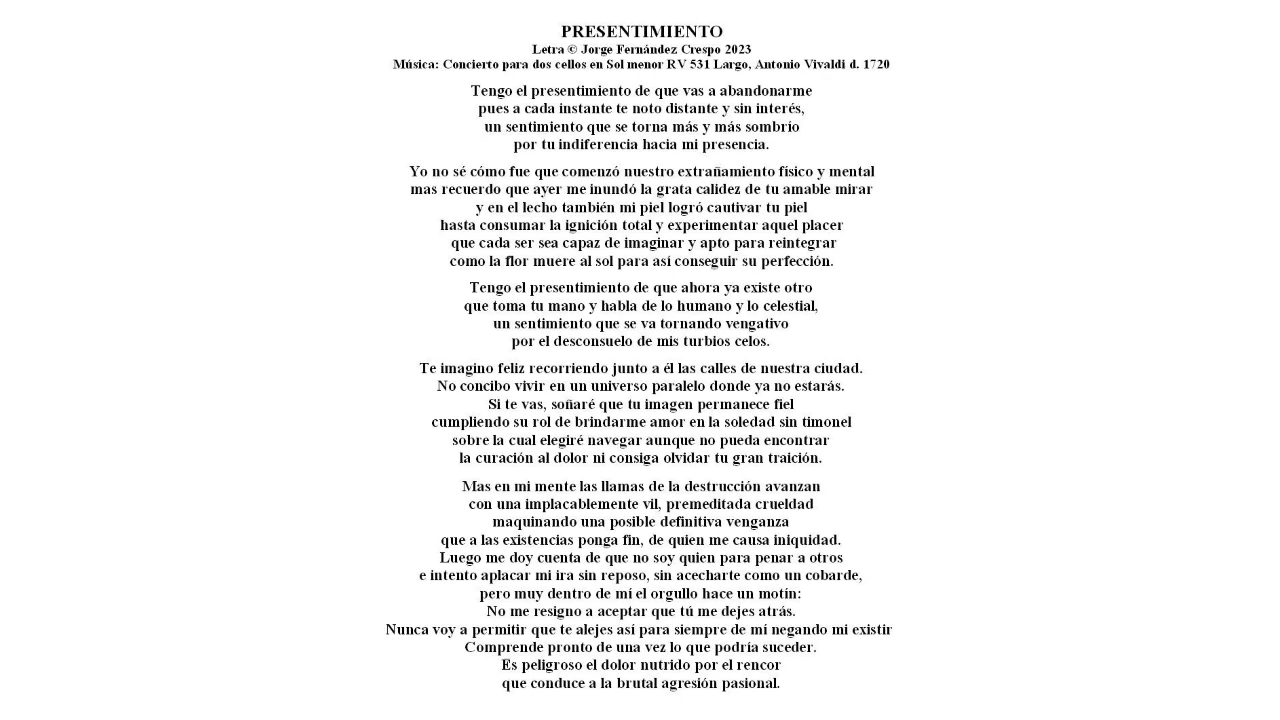 PRESENTIMIENTO
Letra © Jorge Fernández Crespo 2023
Música: Concierto para dos cellos en Sol menor RV 531 Largo, Antonio Vivaldi d. 1720
Tengo el presentimiento de que vas a abandonarme
pues a cada instante te noto distante y sin interés,
un sentimiento que se torna más y más sombrío
por tu indiferencia hacia mi presencia.
Yo no sé cómo fue que comenzó nuestro extrañamiento físico y mental
mas recuerdo que ayer me inundó la grata calidez de tu amable mirar
y en el lecho también mi piel logró cautivar tu piel
hasta consumar la ignición total y experimentar aquel placer
que cada ser sea capaz de imaginar y apto para reintegrar
como la flor muere al sol para así conseguir su perfección.
Tengo el presentimiento de que ahora ya existe otro
que toma tu mano y habla de lo humano y lo celestial,
un sentimiento que se va tornando vengativo
por el desconsuelo de mis turbios celos.
Te imagino feliz recorriendo junto a él las calles de nuestra ciudad.
No concibo vivir en un universo paralelo donde ya no estarás.
Si te vas, soñaré que tu imagen permanece fiel
cumpliendo su rol de brindarme amor en la soledad sin timonel
sobre la cual elegiré navegar aunque no pueda encontrar
la curación al dolor ni consiga olvidar tu gran traición.
Mas en mi mente las llamas de la destrucción avanzan
con una implacablemente vil, premeditada crueldad
maquinando una posible definitiva venganza
que a las existencias ponga fin, de quien me causa iniquidad.
Luego me doy cuenta de que no soy quien para penar a otros
e intento aplacar mi ira sin reposo, sin acecharte como un cobarde,
pero muy dentro de mí el orgullo hace un motín:
No me resigno a aceptar que tú me dejes atrás.
Nunca voy a permitir que te alejes así para siempre de mí negando mi existir
Comprende pronto de una vez lo que podría suceder.
Es peligroso el dolor nutrido por el rencor
que conduce a la brutal agresión pasional.